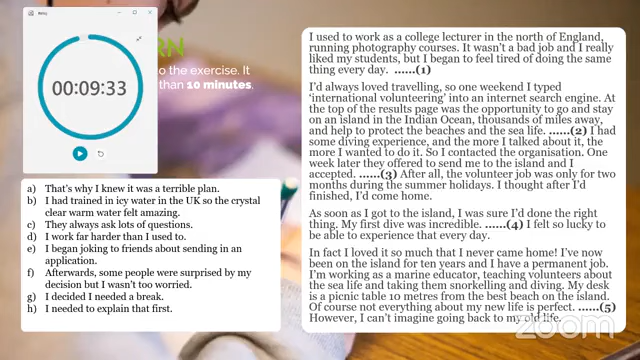 00:09:33
RN
to the exercise. It
than 10 minutes.
a) That's why I knew it was a terrible plan.
b) I had trained in icy water in the UK so the crystal
clear warm water felt amazing.
c) They always ask lots of questions.
d) I work far harder than I used to.
e) I began joking to friends about sending in an
application.
f) Afterwards, some people were surprised by my
decision but I wasn't too worried.
g) I decided I needed a break.
h) I needed to explain that first.
I used to work as a college lecturer in the north of England,
running photography courses. It wasn't a bad job and I really
liked my students, but I began to feel tired of doing the same
thing every day. ......(1)
I'd always loved travelling, so one weekend I typed
'international volunteering' into an internet search engine. At
the top of the results page was the opportunity to go and stay
on an island in the Indian Ocean, thousands of miles away,
and help to protect the beaches and the sea life. ......(2) I had
some diving experience, and the more I talked about it, the
more I wanted to do it. So I contacted the organisation. One
week later they offered to send me to the island and I
accepted. ......(3) After all, the volunteer job was only for two
months during the summer holidays. I thought after I'd
finished, I'd come home.
As soon as I got to the island, I was sure I'd done the right
thing. My first dive was incredible. ......(4) I felt so lucky to
be able to experience that every day.
In fact I loved it so much that I never came home! I've now
been on the island for ten years and I have a permanent job.
I'm working as a marine educator, teaching volunteers about
the sea life and taking them snorkelling and diving. My desk
is a picnic table 10 metres from the best beach on the island.
Of course not everything about my new life is perfect. ......(5)
However, I can't imagine going back to my old life.
zoom